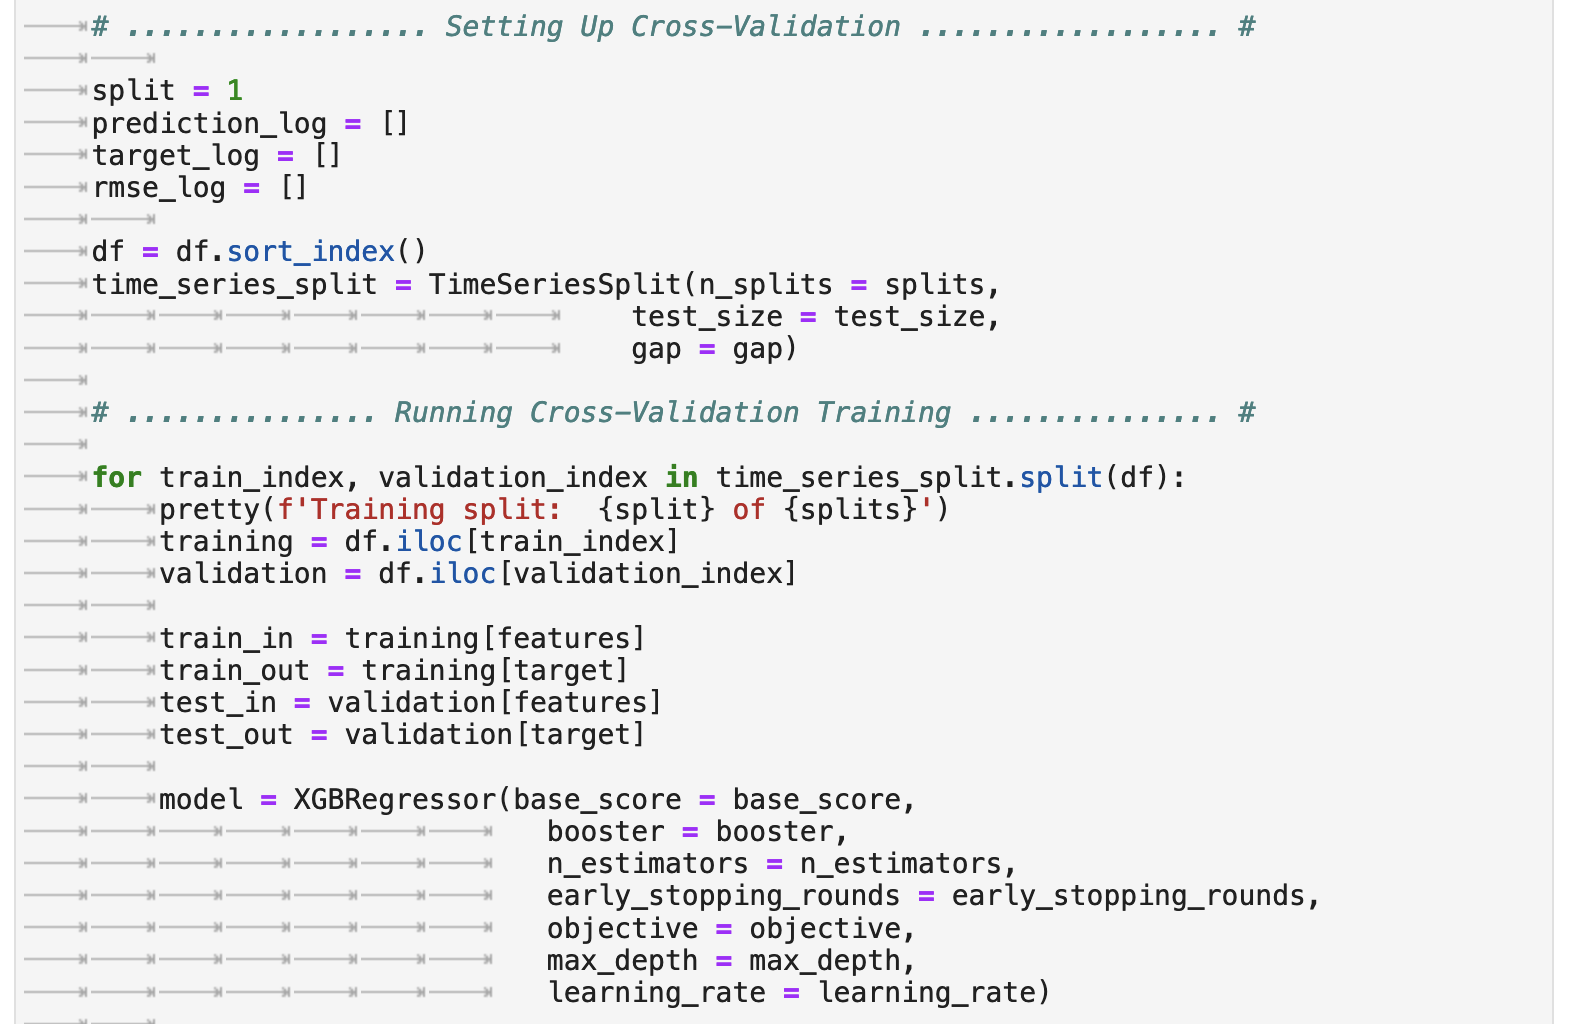 # .................. Setting Up Cross-Validation .................. #
split = 1
prediction_log = []
target_log = []
rmse_log = []
df = df.sort_index()
time_series_split = TimeSeriesSplit(n_splits = splits,
test_size = test_size,
gap = gap)
# ............... Running Cross-Validation Training ............... #
for train_index, validation_index in time_series_split.split(df):
pretty(f'Training split:  {split} of {splits}')
training = df.iloc[train_index]
validation = df.iloc[validation_index]
train_in = training[features]
train_out = training[target]
test_in = validation[features]
test_out = validation[target]
model = XGBRegressor(base_score = base_score,
booster = booster,
n_estimators = n_estimators,
early_stopping_rounds = early_stopping_rounds,
objective = objective,
max_depth = max_depth,
learning_rate = learning_rate)